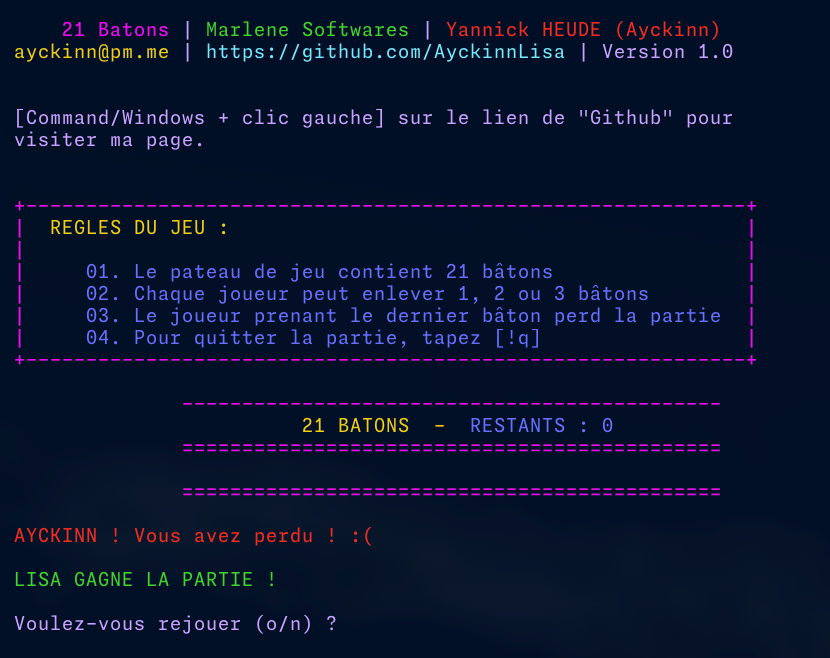 21 Batons | Marlene Softwares | Yannick HEUDE (Ayckinn)
ayckinn@pm.me | https://github.com/AyckinnLisa | Version 1.0
[Command/Windows + clic gauche] sur le lien de "Github" pour
visiter ma page.
REGLES DU JEU :
01. Le pateau de jeu contient 21 bâtons
02. Chaque joueur peut enlever 1, 2 ou 3 bâtons
03. Le joueur prenant le dernier bâton perd la partie
04. Pour quitter la partie, tapez [!q]
21 BATONS - RESTANTS : 0
AYCKINN ! Vous avez perdu ! :(
LISA GAGNE LA PARTIE !
Voulez-vous rejouer (o/n) ?